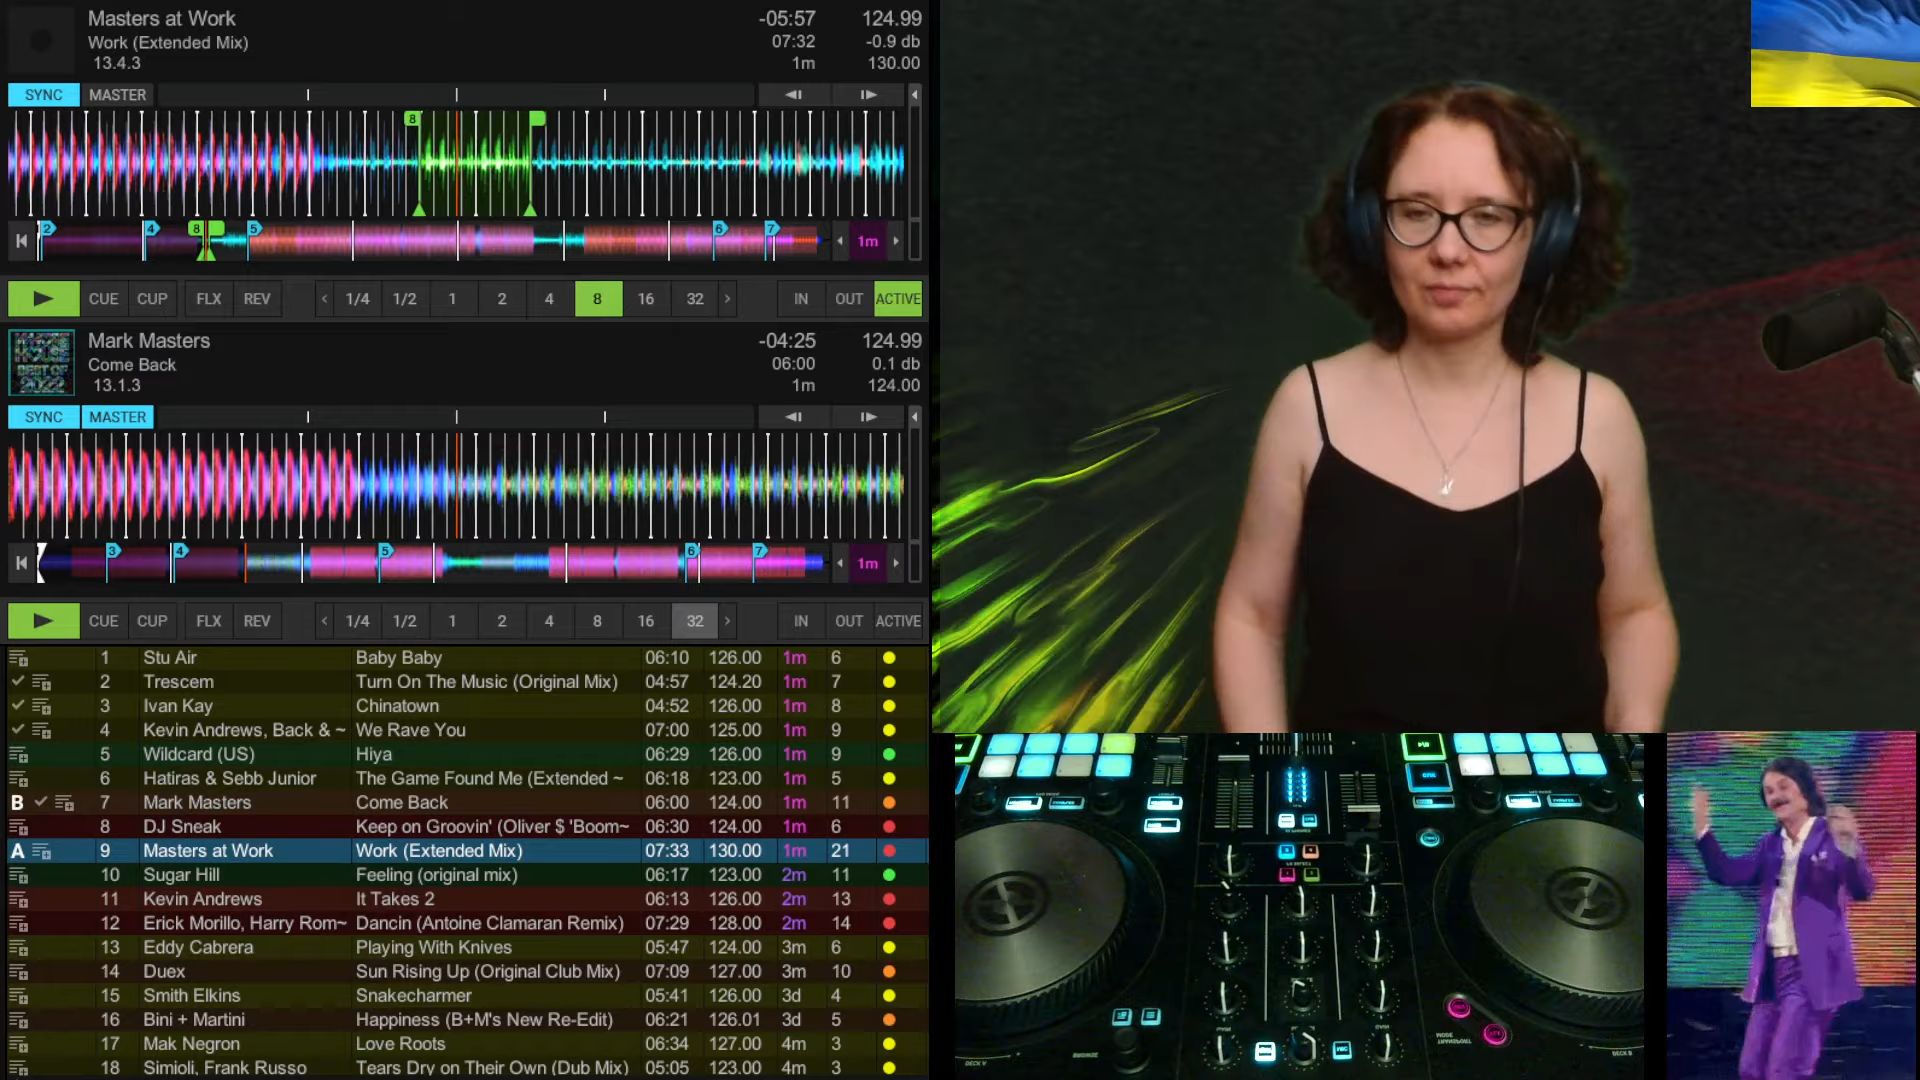 Masters at Work -05:57 124.99
Work (Extended Mix) 07:32 -0.9 db
13.4.3 1m 130.00
SYNC MASTER
8
2 4 8 5 6 7 1m
CUE CUP FLX REV 1/4 1/2 1 2 4 8 16 32 IN OUT ACTIVE
Mark Masters -04:25 124.99
Come Back 06:00 0.1 db
13.1.3 1m 124.00
SYNC MASTER
3 4 5 6 7 1m
CUE CUP FLX REV 1/4 1/2 1 2 4 8 16 32 IN OUT ACTIVE
1 Stu Air Baby Baby 06:10 126.00 1m 6
2 Trescem Turn On The Music (Original Mix) 04:57 124.20 1m 7
3 Ivan Kay Chinatown 04:52 126.00 1m 8
4 Kevin Andrews, Back & ~ We Rave You 07:00 125.00 1m 9
5 Wildcard (US) Hiya 06:29 126.00 1m 9
6 Hatiras & Sebb Junior The Game Found Me (Extended ~ 06:18 123.00 1m 5
B 7 Mark Masters Come Back 06:00 124.00 1m 11
8 DJ Sneak Keep on Groovin' (Oliver $ 'Boom~ 06:30 124.00 1m 6
A 9 Masters at Work Work (Extended Mix) 07:33 130.00 1m 21
10 Sugar Hill Feeling (original mix) 06:17 123.00 2m 11
11 Kevin Andrews It Takes 2 06:13 126.00 2m 13
12 Erick Morillo, Harry Rom~ Dancin (Antoine Clamaran Remix) 07:29 128.00 2m 14
13 Eddy Cabrera Playing With Knives 05:47 124.00 3m 6
14 Duex Sun Rising Up (Original Club Mix) 07:09 127.00 3m 10
15 Smith Elkins Snakecharmer 05:41 126.00 3d 4
16 Bini + Martini Happiness (B+M's New Re-Edit) 06:21 126.01 3d 5
17 Mak Negron Love Roots 06:34 127.00 4m 3
18 Simioli, Frank Russo Tears Dry on Their Own (Dub Mix) 05:05 123.00 4m 3